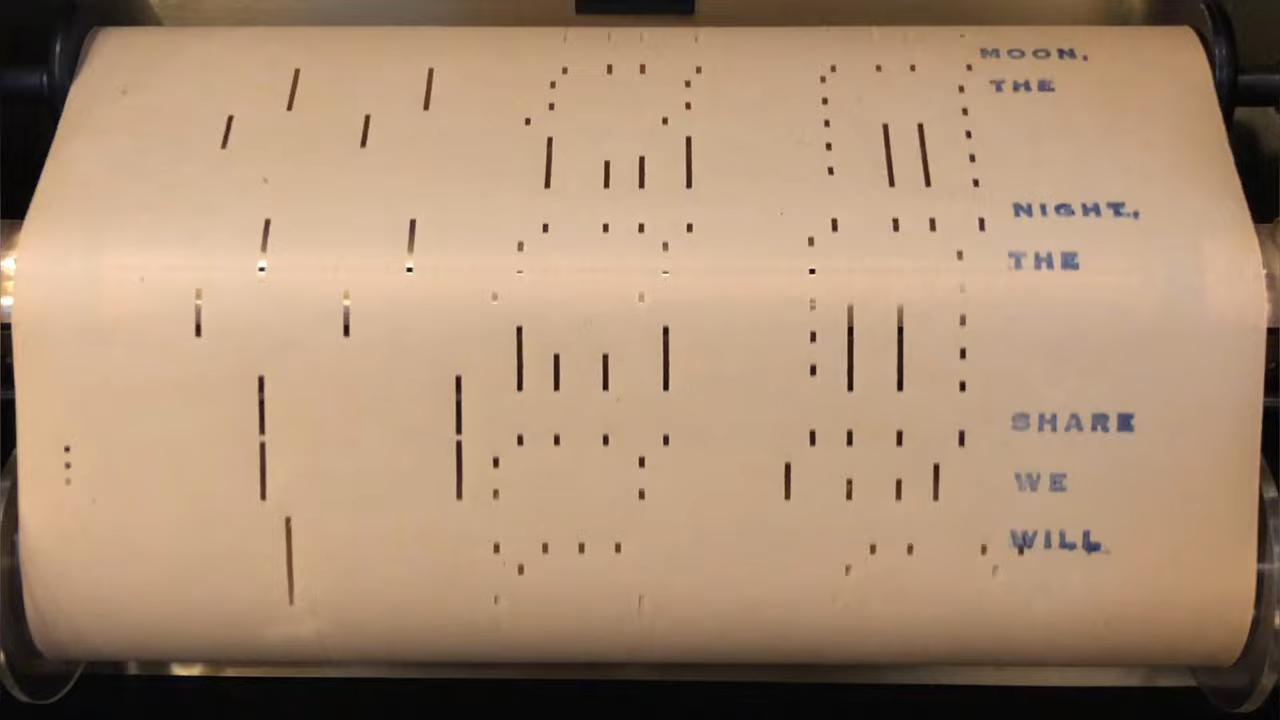 MOON,
THE
NIGHT,
THE
SHARE
WE
WILL